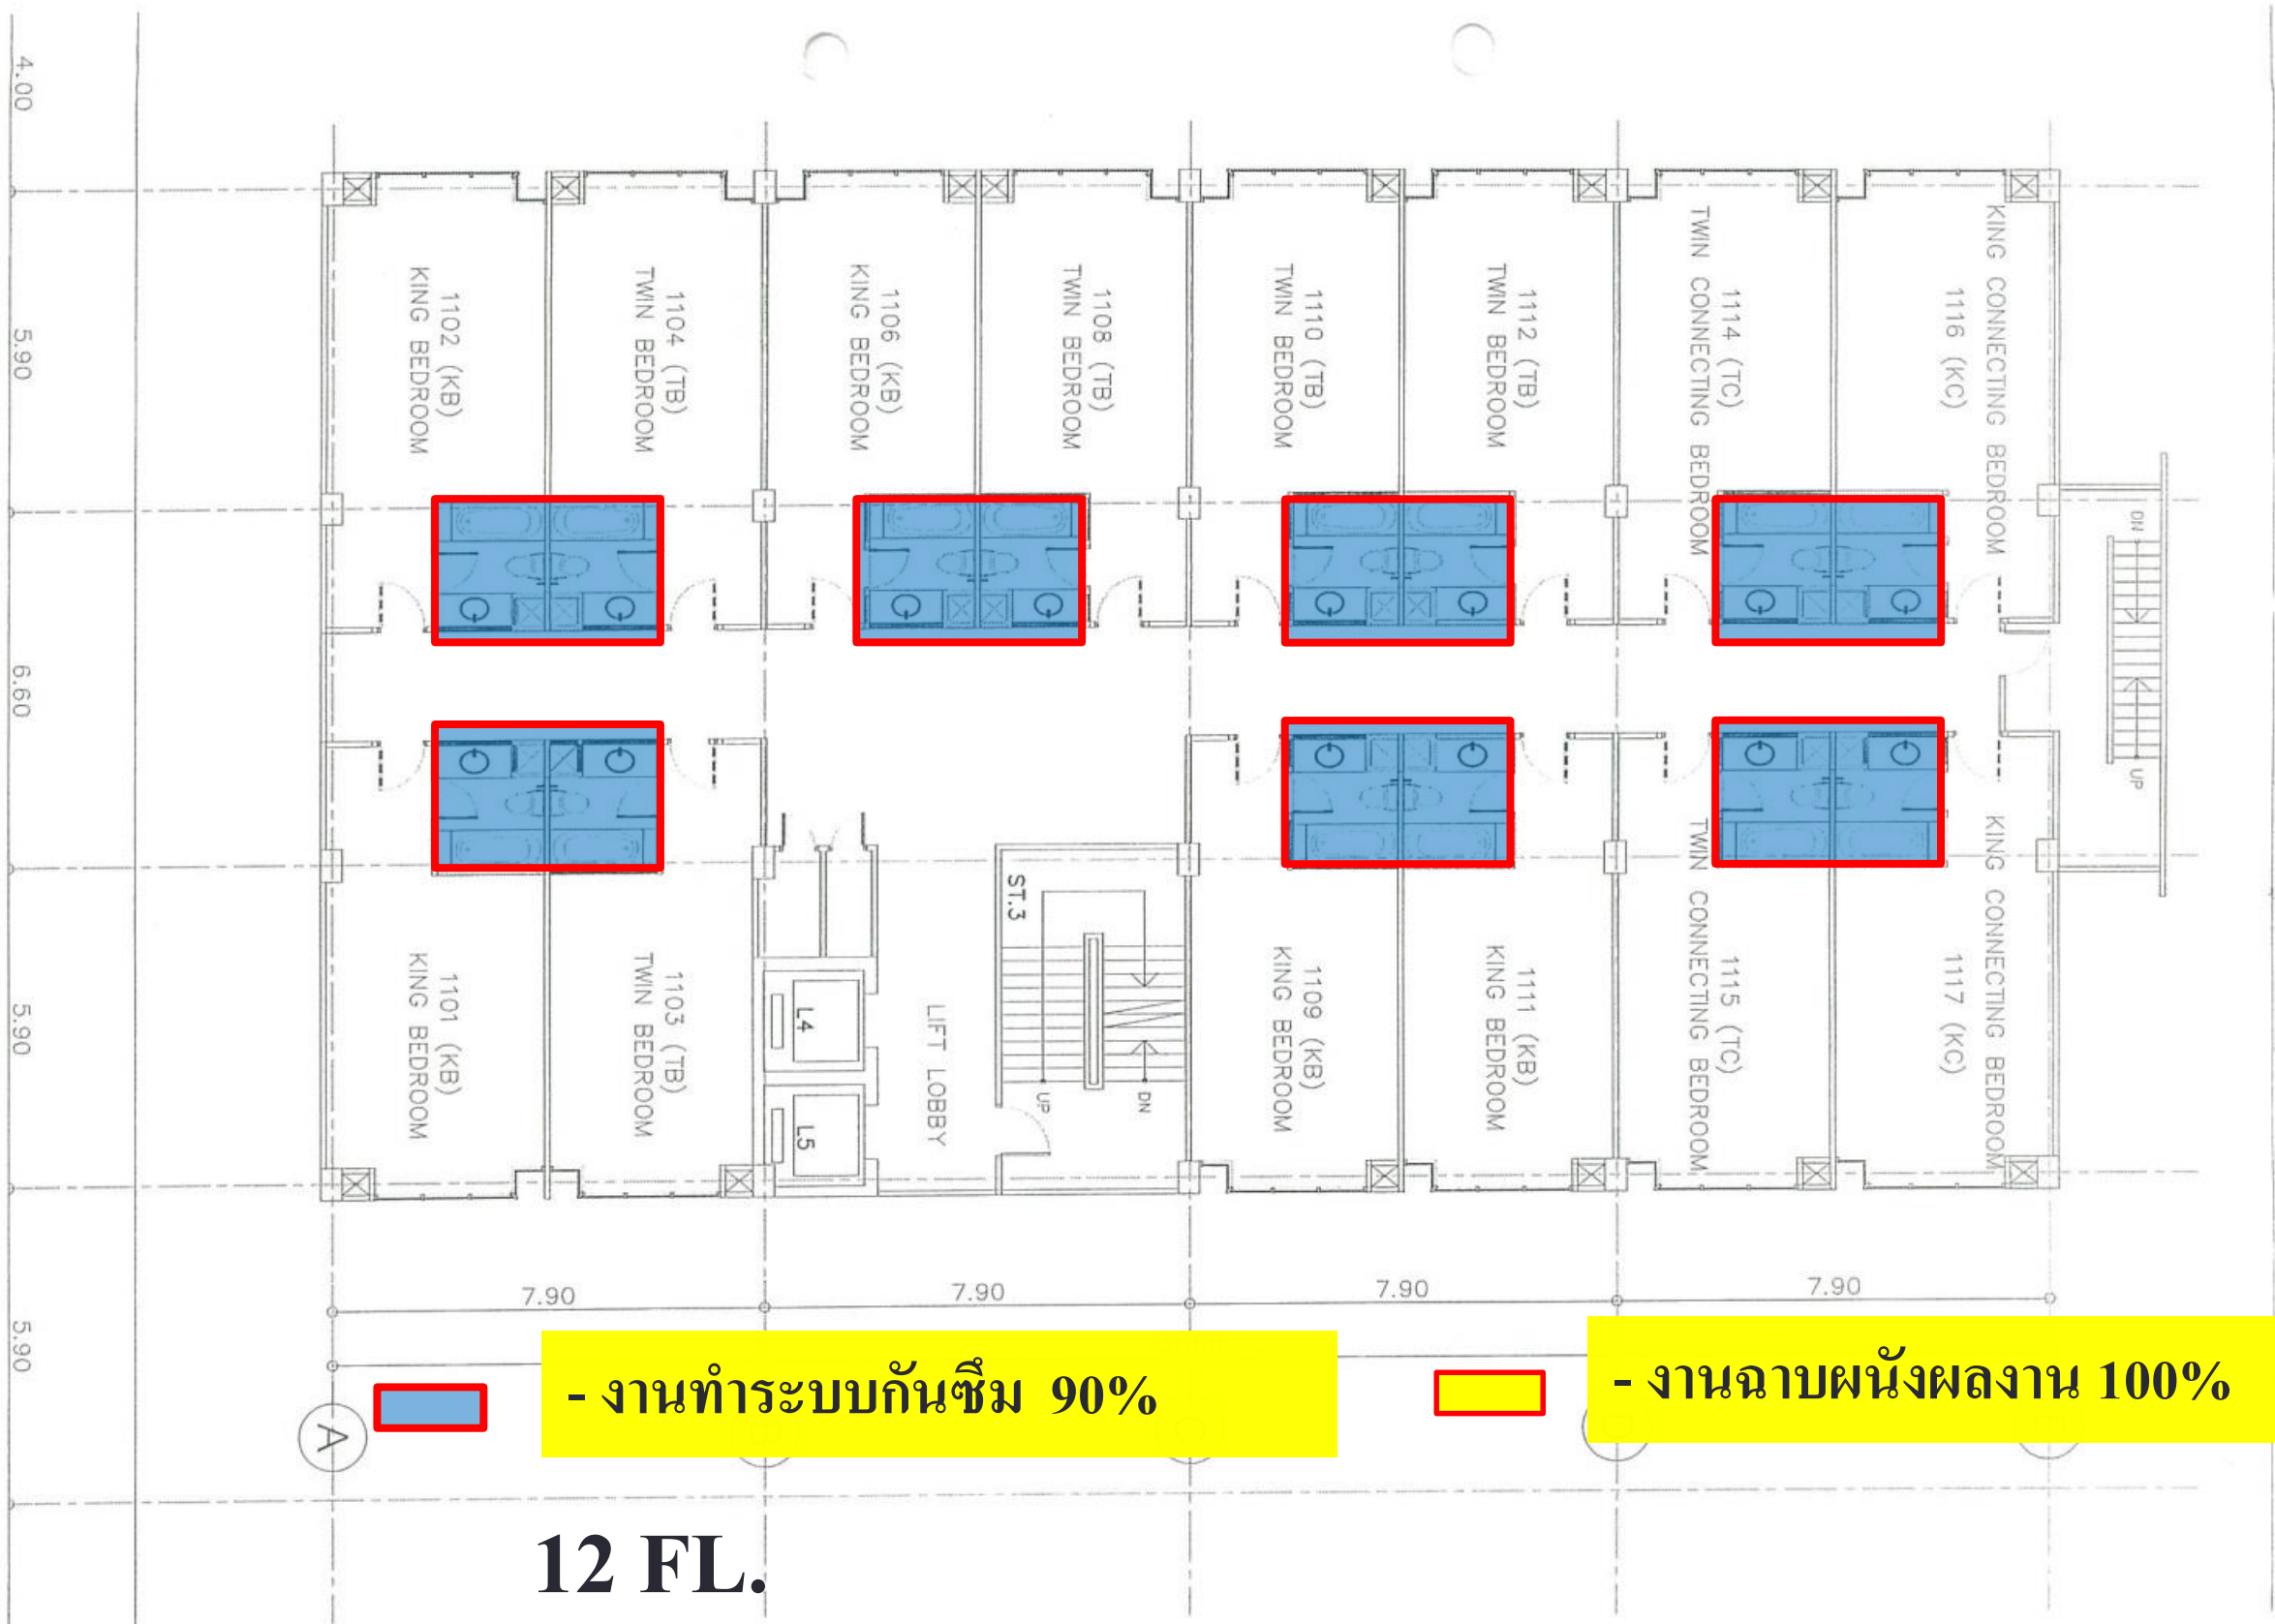 4.00
5.90
6.60
5.90
5.90
1102 (KB)
KING BEDROOM
1104 (TB)
TWIN BEDROOM
1106 (KB)
KING BEDROOM
1108 (TB)
TWIN BEDROOM
1110 (TB)
TWIN BEDROOM
1112 (TB)
TWIN BEDROOM
1114 (TC)
TWIN CONNECTING BEDROOM
KING CONNECTING BEDROOM
1116 (KC)
DN
UP
1101 (KB)
KING BEDROOM
1103 (TB)
TWIN BEDROOM
L4
L5
LIFT LOBBY
ST.3
UP
DN
1109 (KB)
KING BEDROOM
1111 (KB)
KING BEDROOM
1115 (TC)
TWIN CONNECTING BEDROOM
KING CONNECTING BEDROOM
1117 (KC)
7.90
7.90
7.90
7.90
- งานทำระบบกันซึม 90%
- งานฉาบผนังผลงาน 100%
A
12 FL.